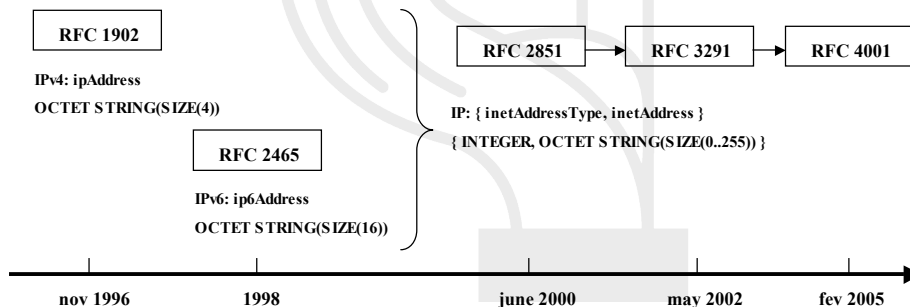 RFC 1902
IPv4: ipAddress
OCTET STRING(SIZE(4))
RFC 2465
IPv6: ip6Address
OCTET STRING(SIZE(16))
RFC 2851
RFC 3291
RFC 4001
IP: { inetAddressType, inetAddress }
{ INTEGER, OCTET STRING(SIZE(0..255)) }
nov 1996
1998
june 2000
may 2002
fev 2005